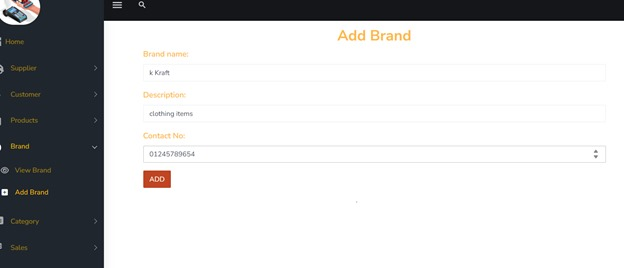 Home
Supplier
Customer
Products
Brand
View Brand
Add Brand
Category
Sales
Add Brand
Brand name:
k Kraft
Description:
clothing items
Contact No:
01245789654
ADD